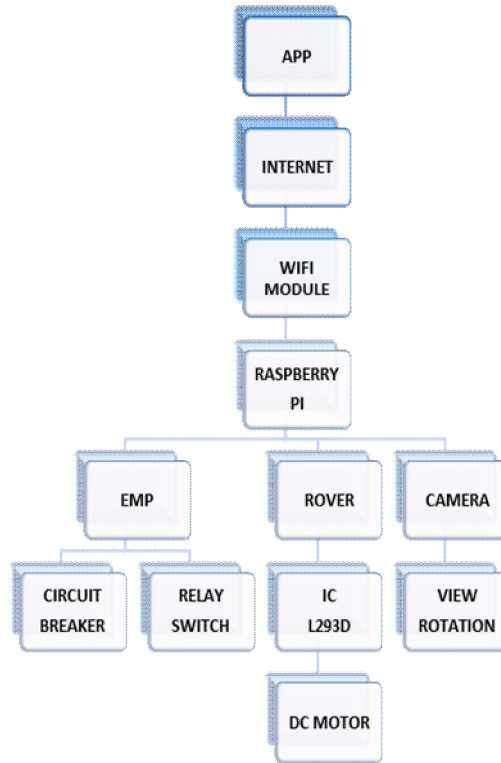 APP
INTERNET
WIFI
MODULE
RASPBERRY
PI
EMP
ROVER
CAMERA
CIRCUIT
BREAKER
RELAY
SWITCH
IC
L293D
VIEW
ROTATION
DC MOTOR